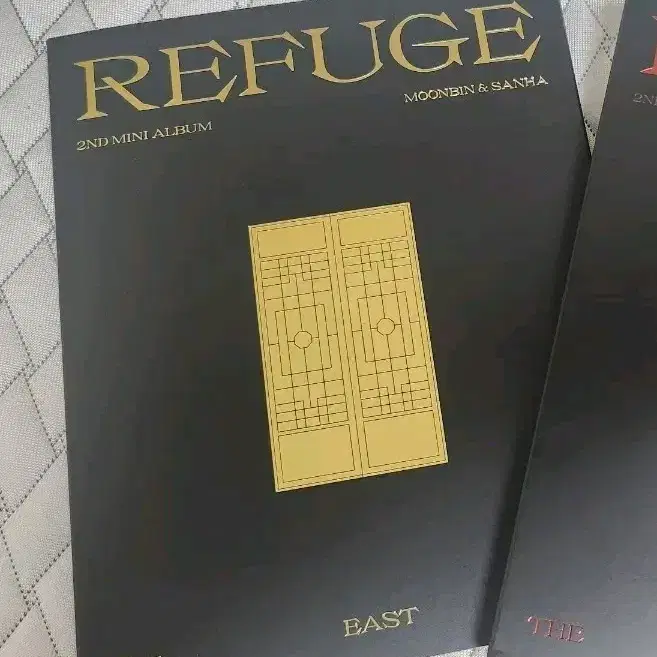 REFUGE
MOONBIN & SANHA
2ND MINI ALBUM
EAST
THE